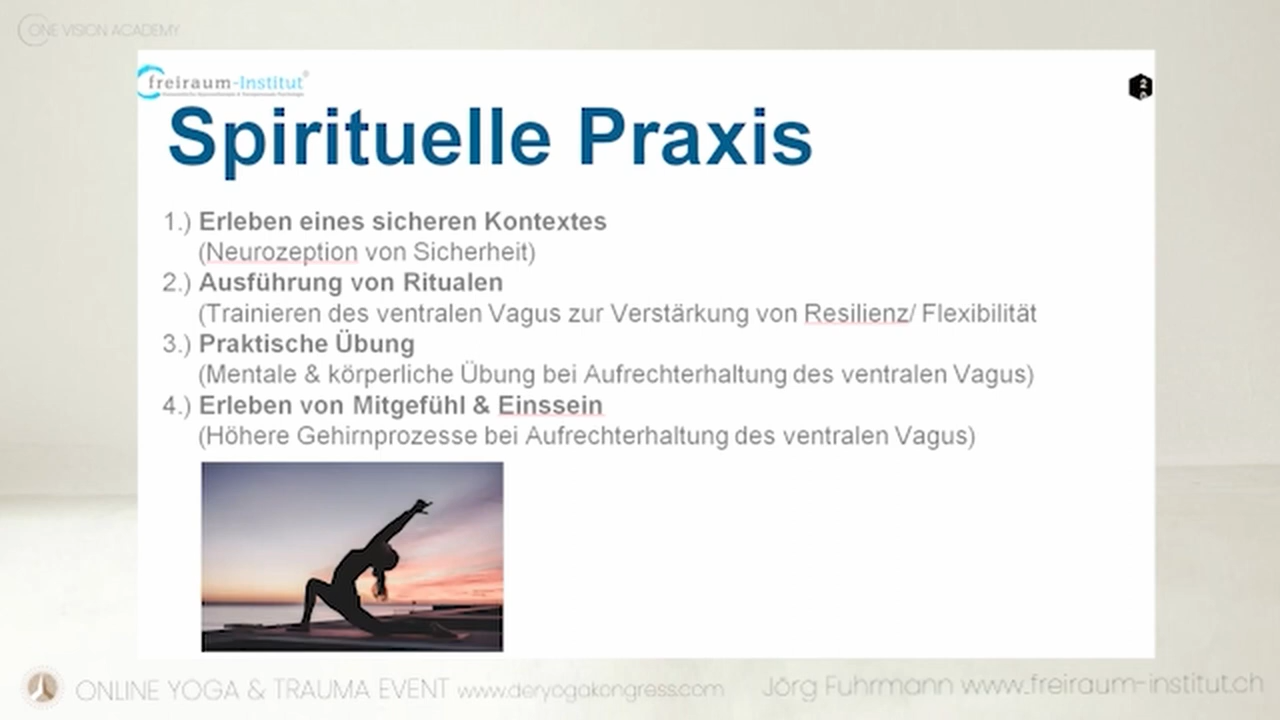 ONE VISION ACADEMY
freiraum-Institut®
Spirituelle Praxis
1.) Erleben eines sicheren Kontextes
(Neurozeption von Sicherheit)
2.) Ausführung von Ritualen
(Trainieren des ventralen Vagus zur Verstärkung von Resilienz/ Flexibilität
3.) Praktische Übung
(Mentale & körperliche Übung bei Aufrechterhaltung des ventralen Vagus)
4.) Erleben von Mitgefühl & Einssein
(Höhere Gehirnprozesse bei Aufrechterhaltung des ventralen Vagus)
ONLINE YOGA & TRAUMA EVENT www.deryogakongress.com Jörg Fuhrmann www.freiraum-institut.ch